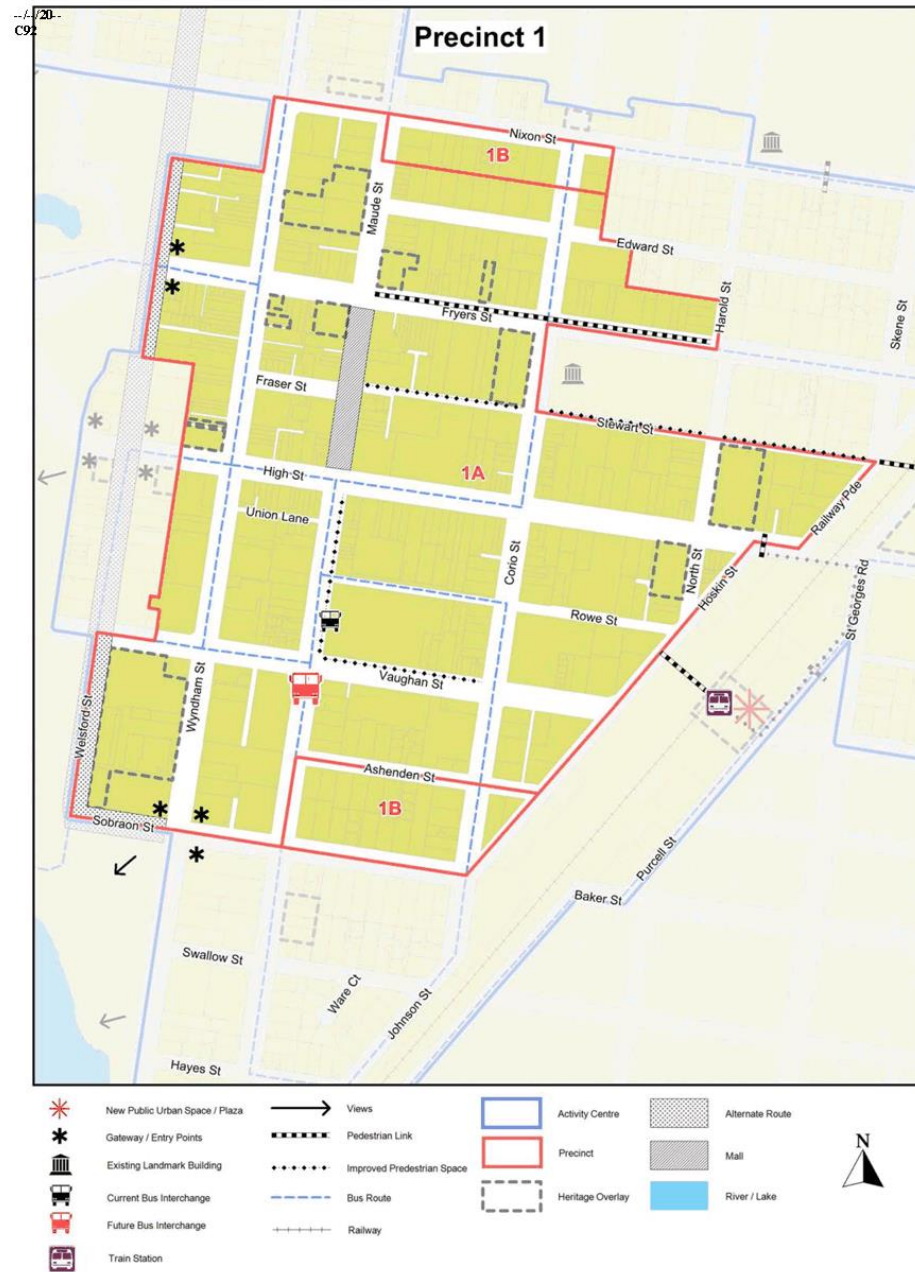 --/--/20--
C92
Precinct 1
Nixon St
1B
Maude St
Edward St
Harold St
Skene St
Fryers St
Fraser St
Stewart St
High St
1A
Union Lane
Railway Pde
Corio St
North St
Hoskin St
St Georges Rd
Rowe St
Vaughan St
Wyndham St
Welsford St
Ashenden St
1B
Sobraon St
Purcell St
Baker St
Swallow St
Ware Ct
Johnson St
Hayes St
New Public Urban Space / Plaza
Gateway / Entry Points
Existing Landmark Building
Current Bus Interchange
Future Bus Interchange
Train Station
Views
Pedestrian Link
Improved Predestrian Space
Bus Route
Railway
Activity Centre
Precinct
Heritage Overlay
Alternate Route
Mall
River / Lake
N